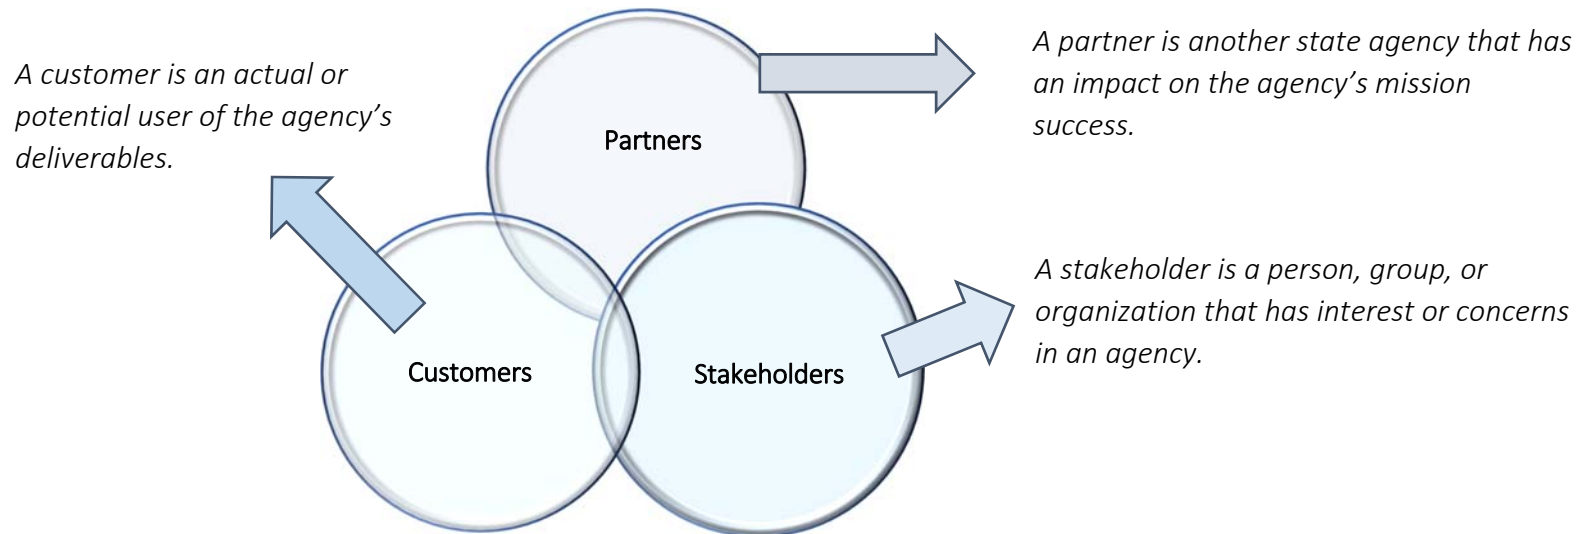 A customer is an actual or
potential user of the agency’s
deliverables.
Partners
A partner is another state agency that has
an impact on the agency’s mission
success.
Customers
Stakeholders
A stakeholder is a person, group, or
organization that has interest or concerns
in an agency.